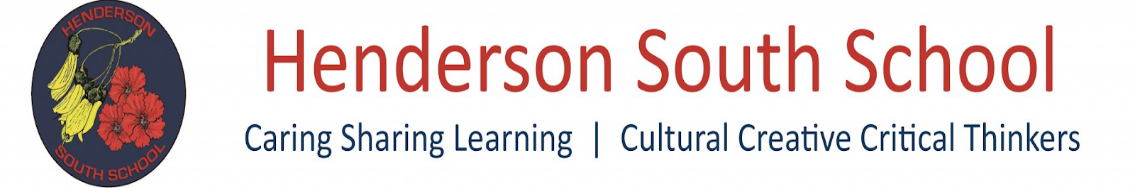 HENDERSON
SOUTH SCHOOL
Henderson South School
Caring Sharing Learning | Cultural Creative Critical Thinkers